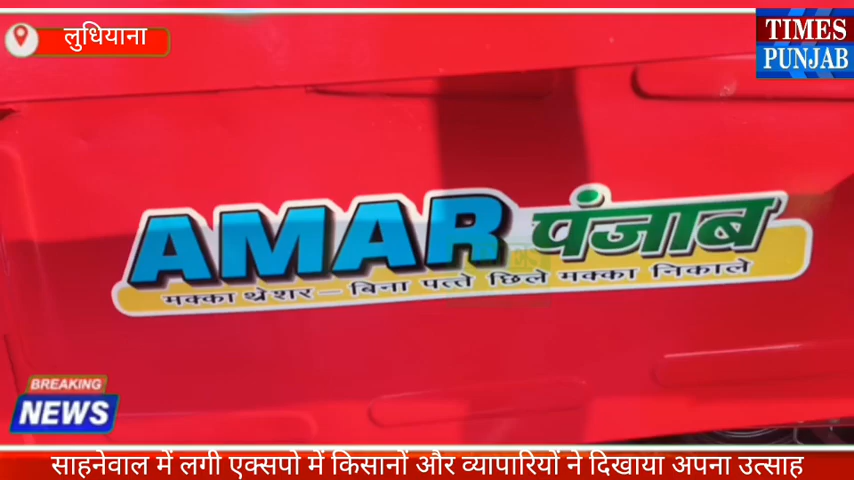 लुधियाना
TIMES
PUNJAB
AMAR पंजाब
मक्का थ्रेशर – बिना पत्ते छिले मक्का निकाले
BREAKING
NEWS
साहनेवाल में लगी एक्सपो में किसानों और व्यापारियों ने दिखाया अपना उत्साह